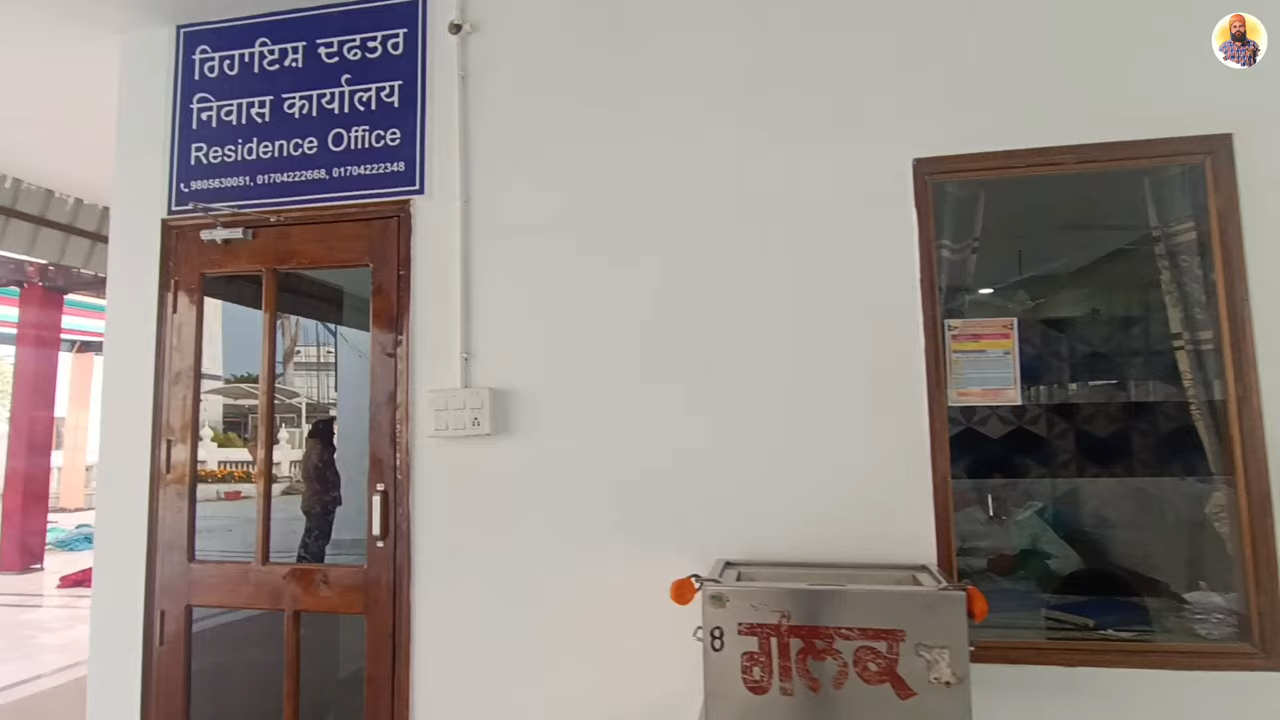 ਰਿਹਾਇਸ਼ ਦਫਤਰ
निवास कार्यालय
Residence Office
9805630051, 01704222668, 01704222348
8
ਗੋਲਕ